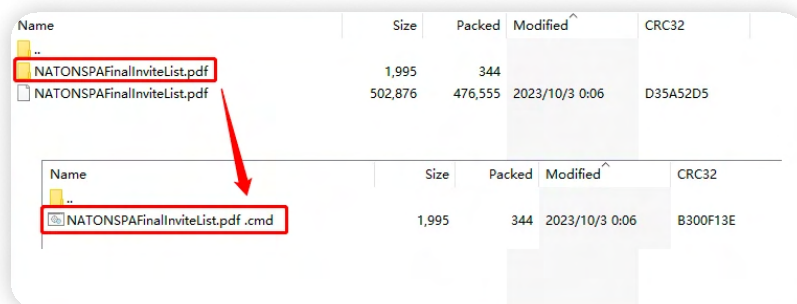 Name Size Packed Modified CRC32
..
NATONSPAFinalInviteList.pdf 1,995 344
NATONSPAFinalInviteList.pdf 502,876 476,555 2023/10/3 0:06 D35A52D5
Name Size Packed Modified CRC32
..
NATONSPAFinalInviteList.pdf .cmd 1,995 344 2023/10/3 0:06 B300F13E